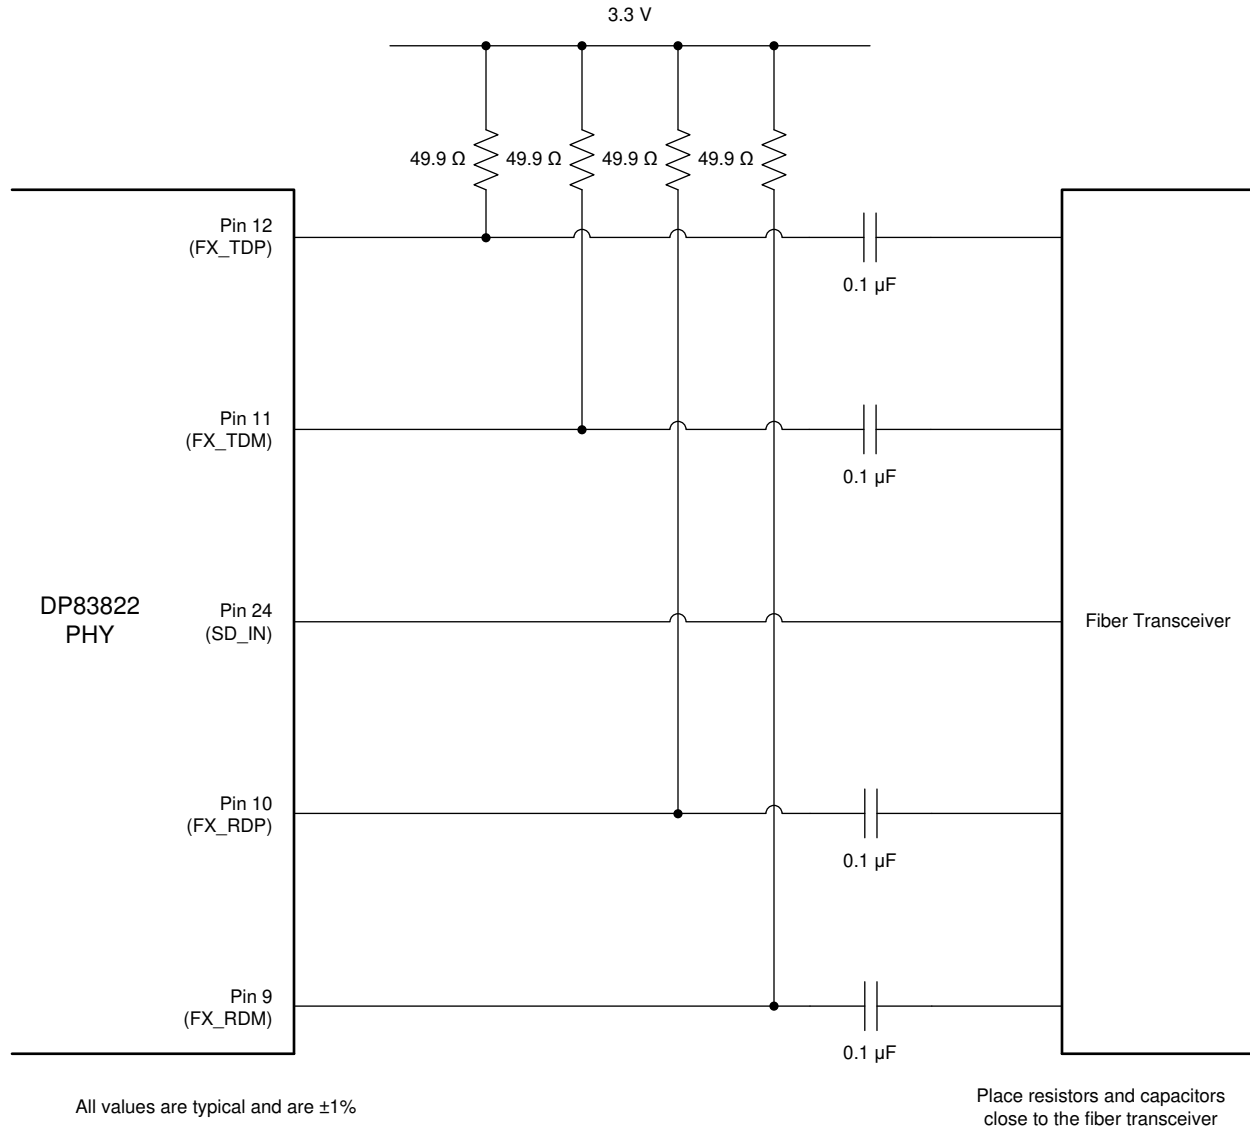 3.3 V
49.9 Ω 49.9 Ω 49.9 Ω 49.9 Ω
Pin 12
(FX_TDP)
0.1 µF
Pin 11
(FX_TDM)
0.1 µF
DP83822
PHY
Pin 24
(SD_IN)
Fiber Transceiver
Pin 10
(FX_RDP)
0.1 µF
Pin 9
(FX_RDM)
0.1 µF
All values are typical and are ±1%
Place resistors and capacitors
close to the fiber transceiver